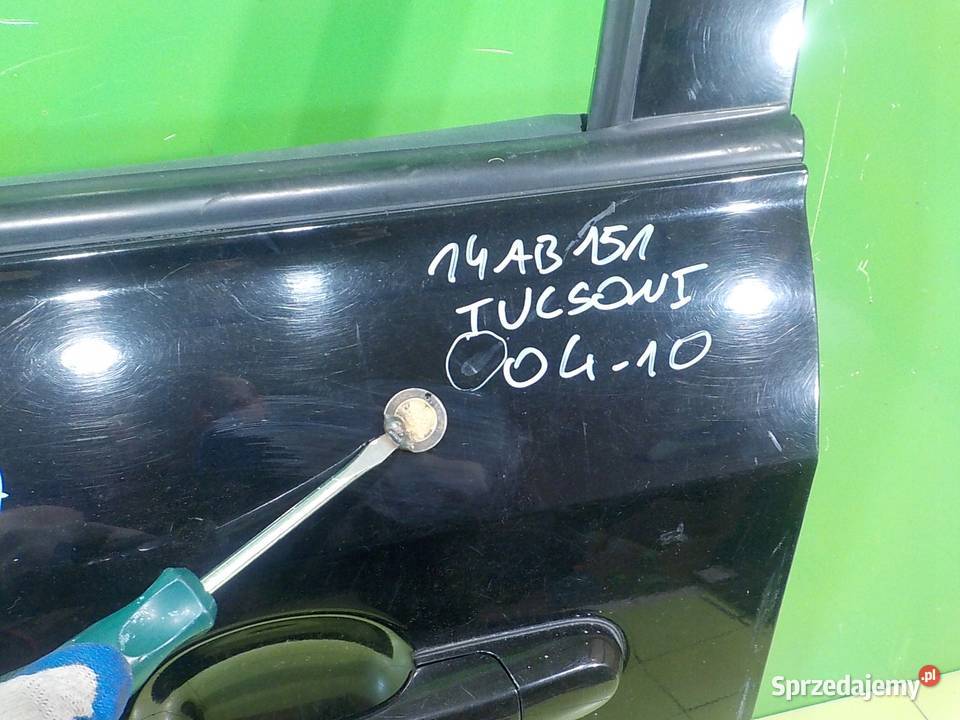 14AB151
TUCSON I
04-10
Sprzedajemy.pl